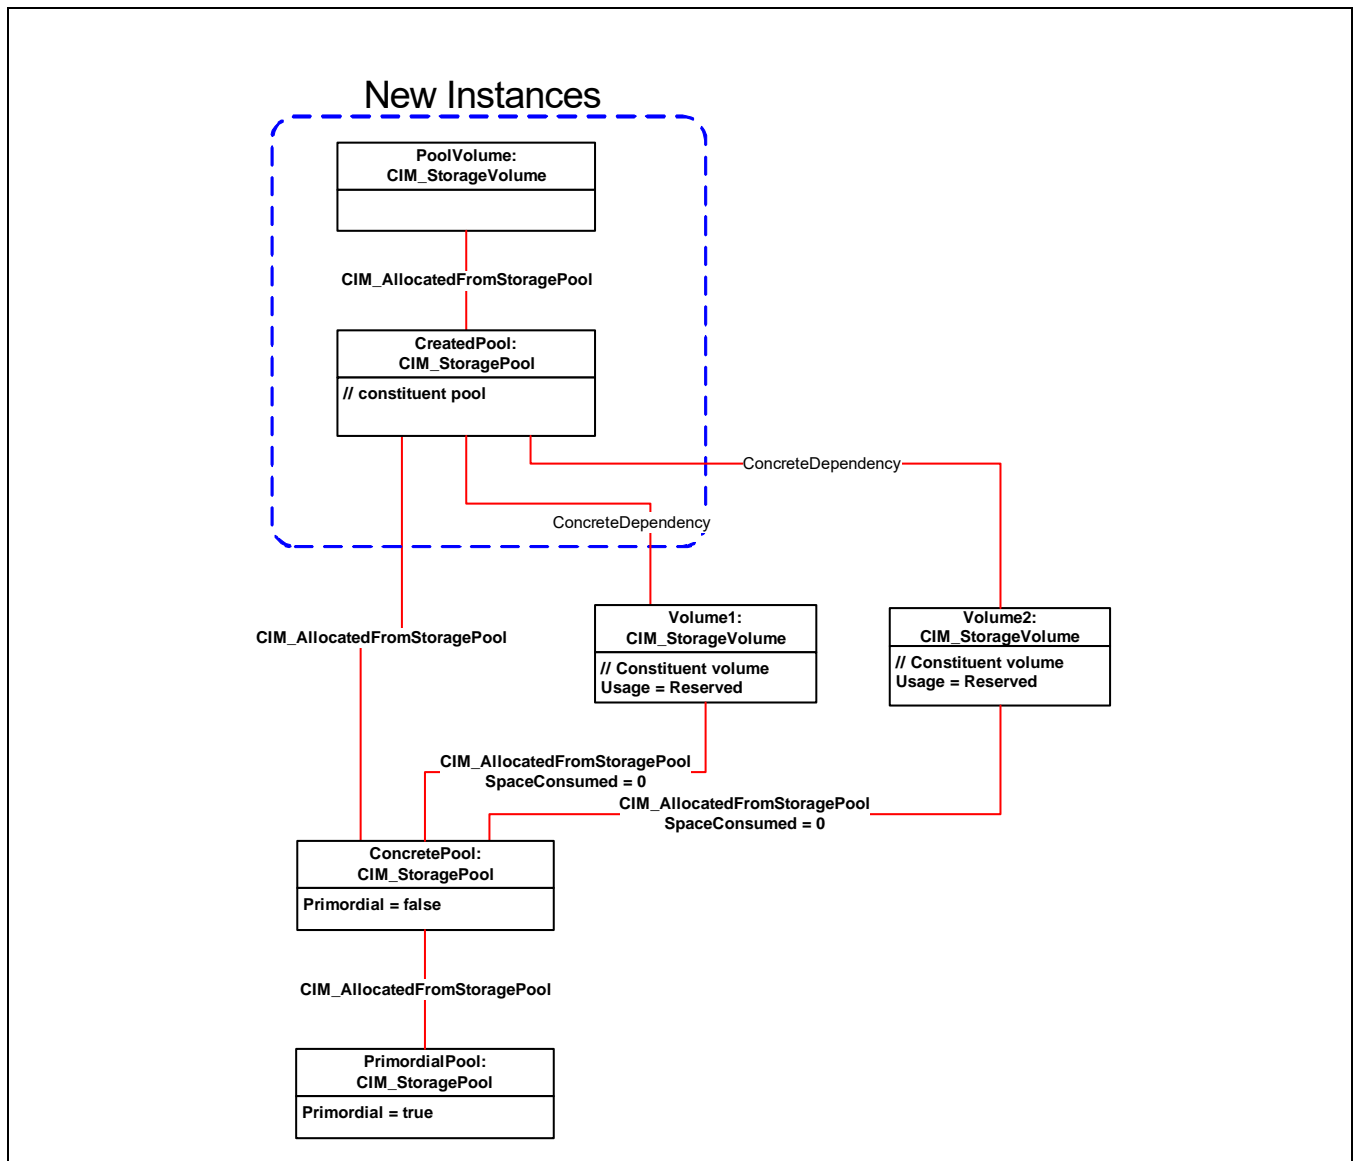 New Instances
PoolVolume:
CIM_StorageVolume
CIM_AllocatedFromStoragePool
CreatedPool:
CIM_StoragePool
// constituent pool
ConcreteDependency
ConcreteDependency
Volume1:
CIM_StorageVolume
// Constituent volume
Usage = Reserved
Volume2:
CIM_StorageVolume
// Constituent volume
Usage = Reserved
CIM_AllocatedFromStoragePool
CIM_AllocatedFromStoragePool
SpaceConsumed = 0
CIM_AllocatedFromStoragePool
SpaceConsumed = 0
ConcretePool:
CIM_StoragePool
Primordial = false
CIM_AllocatedFromStoragePool
PrimordialPool:
CIM_StoragePool
Primordial = true